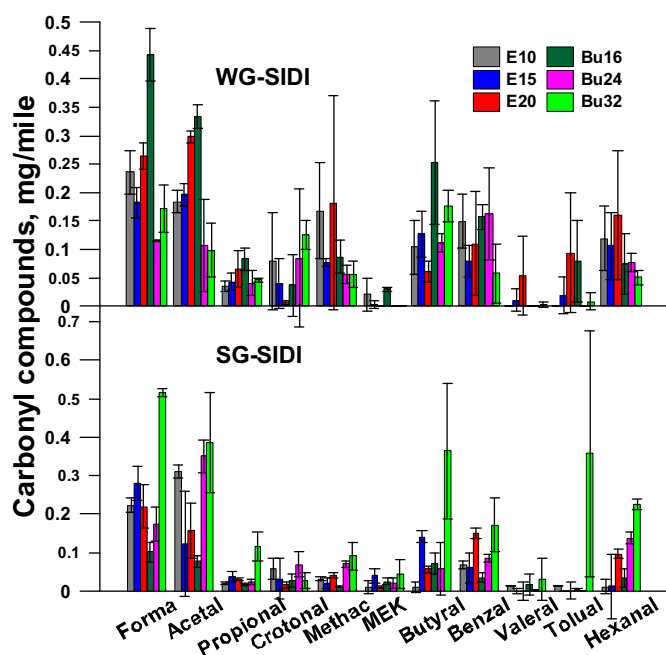 0.5
0.45
0.4
0.35
0.3
0.25
0.2
0.15
0.1
0.05
0
WG-SIDI
E10 Bu16
E15 Bu24
E20 Bu32
Carbonyl compounds, mg/mile
0.7
0.6
0.5
0.4
0.3
0.2
0.1
0
SG-SIDI
Forma
Acetal
Propional
Crotonal
Methac
MEK
Butyral
Benzal
Valeral
Tolual
Hexanal